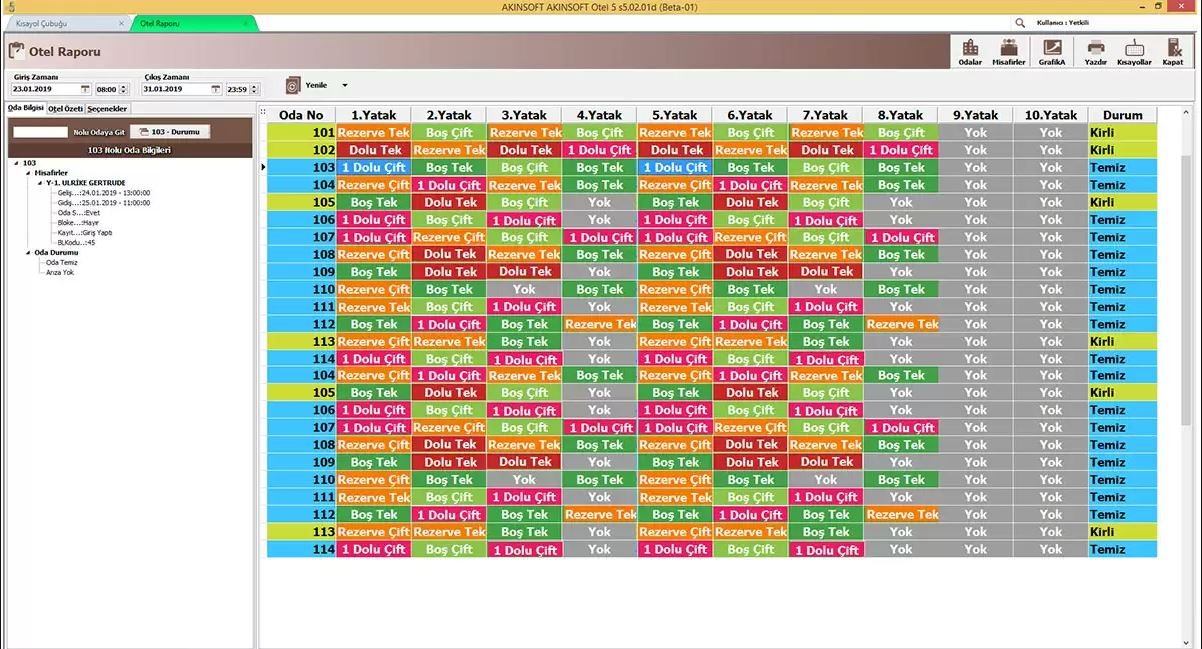 5
AKINSOFT AKINSOFT Otel 5 s5.02.01d (Beta-01)
Kısayol Çubuğu
Otel Raporu
Kullanıcı : Yetkili
Otel Raporu
Odalar Misafirler GrafikA Yazdır Kısayollar Kapat
Giriş Zamanı Çıkış Zamanı
23.01.2019 08:00 31.01.2019 23:59 Yenile
Oda Bilgisi Otel Özeti Seçenekler
Nolu Odaya Git 103 - Durumu
103 Nolu Oda Bilgileri
103
Misafirler
Y-1. ULRİKE GERTRUDE
Geliş...:24.01.2019 - 13:00:00
Gidiş...:25.01.2019 - 11:00:00
Oda S...:Evet
Bloke...:Hayır
Kayıt...:Giriş Yaptı
BLKodu..:45
Oda Durumu
Oda Temiz
Arıza Yok
Oda No 1.Yatak 2.Yatak 3.Yatak 4.Yatak 5.Yatak 6.Yatak 7.Yatak 8.Yatak 9.Yatak 10.Yatak Durum
101 Rezerve Tek Boş Çift Rezerve Tek Boş Çift Rezerve Tek Boş Çift Rezerve Tek Boş Çift Yok Yok Kirli
102 Dolu Tek Rezerve Tek Dolu Tek 1 Dolu Çift Dolu Tek Rezerve Tek Dolu Tek 1 Dolu Çift Yok Yok Kirli
103 1 Dolu Çift Boş Tek Boş Çift Boş Tek 1 Dolu Çift Boş Tek Boş Çift Boş Tek Yok Yok Temiz
104 Rezerve Çift 1 Dolu Çift Rezerve Tek Boş Tek Rezerve Çift 1 Dolu Çift Rezerve Tek Boş Tek Yok Yok Temiz
105 Boş Tek Dolu Tek Boş Çift Yok Boş Tek Dolu Tek Boş Çift Yok Yok Yok Kirli
106 1 Dolu Çift Boş Çift 1 Dolu Çift Yok 1 Dolu Çift Boş Çift 1 Dolu Çift Yok Yok Yok Temiz
107 1 Dolu Çift Rezerve Çift Boş Çift 1 Dolu Çift 1 Dolu Çift Rezerve Çift Boş Çift 1 Dolu Çift Yok Yok Temiz
108 Rezerve Çift Dolu Tek Rezerve Tek Boş Tek Rezerve Çift Dolu Tek Rezerve Tek Boş Tek Yok Yok Temiz
109 Boş Tek Dolu Tek Dolu Tek Yok Boş Tek Dolu Tek Dolu Tek Yok Yok Yok Temiz
110 Rezerve Çift Boş Tek Yok Boş Tek Rezerve Çift Boş Tek Yok Boş Tek Yok Yok Temiz
111 Rezerve Tek Boş Çift 1 Dolu Çift Yok Rezerve Tek Boş Çift 1 Dolu Çift Yok Yok Yok Temiz
112 Boş Tek 1 Dolu Çift Boş Tek Rezerve Tek Boş Tek 1 Dolu Çift Boş Tek Rezerve Tek Yok Yok Temiz
113 Rezerve Çift Rezerve Tek Boş Tek Yok Rezerve Çift Rezerve Tek Boş Tek Yok Yok Yok Kirli
114 1 Dolu Çift Boş Çift 1 Dolu Çift Yok 1 Dolu Çift Boş Çift 1 Dolu Çift Yok Yok Yok Temiz
104 Rezerve Çift 1 Dolu Çift Rezerve Tek Boş Tek Rezerve Çift 1 Dolu Çift Rezerve Tek Boş Tek Yok Yok Temiz
105 Boş Tek Dolu Tek Boş Çift Yok Boş Tek Dolu Tek Boş Çift Yok Yok Yok Kirli
106 1 Dolu Çift Boş Çift 1 Dolu Çift Yok 1 Dolu Çift Boş Çift 1 Dolu Çift Yok Yok Yok Temiz
107 1 Dolu Çift Rezerve Çift Boş Çift 1 Dolu Çift 1 Dolu Çift Rezerve Çift Boş Çift 1 Dolu Çift Yok Yok Temiz
108 Rezerve Çift Dolu Tek Rezerve Tek Boş Tek Rezerve Çift Dolu Tek Rezerve Tek Boş Tek Yok Yok Temiz
109 Boş Tek Dolu Tek Dolu Tek Yok Boş Tek Dolu Tek Dolu Tek Yok Yok Yok Temiz
110 Rezerve Çift Boş Tek Yok Boş Tek Rezerve Çift Boş Tek Yok Boş Tek Yok Yok Temiz
111 Rezerve Tek Boş Çift 1 Dolu Çift Yok Rezerve Tek Boş Çift 1 Dolu Çift Yok Yok Yok Temiz
112 Boş Tek 1 Dolu Çift Boş Tek Rezerve Tek Boş Tek 1 Dolu Çift Boş Tek Rezerve Tek Yok Yok Temiz
113 Rezerve Çift Rezerve Tek Boş Tek Yok Rezerve Çift Rezerve Tek Boş Tek Yok Yok Yok Kirli
114 1 Dolu Çift Boş Çift 1 Dolu Çift Yok 1 Dolu Çift Boş Çift 1 Dolu Çift Yok Yok Yok Temiz